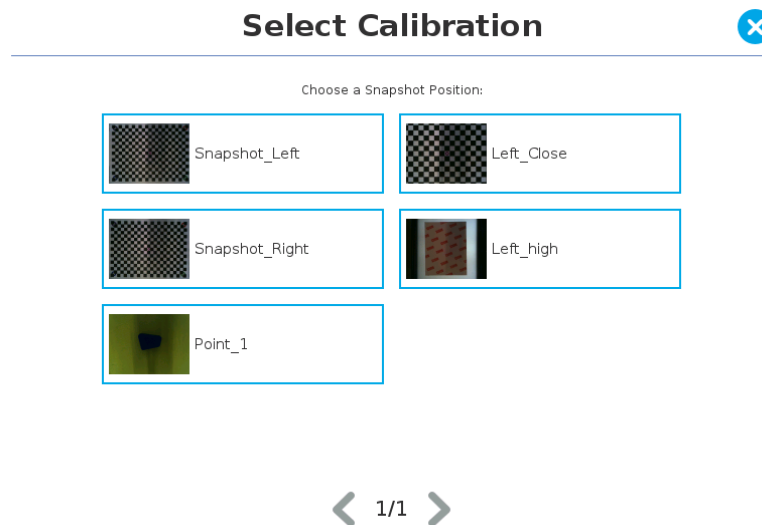 Select Calibration
Choose a Snapshot Position:
Snapshot_Left
Left_Close
Snapshot_Right
Left_high
Point_1
1/1